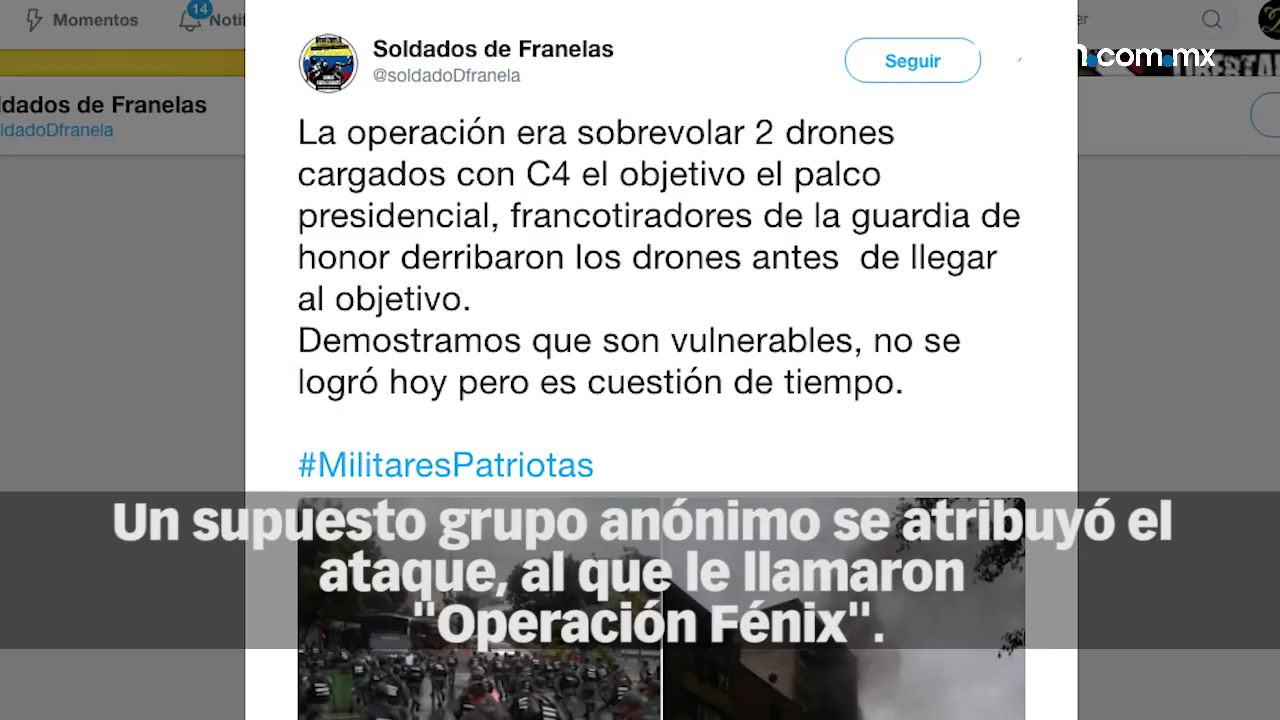 Momentos
14
Notif
er
.com.mx
Soldados de Franelas
@soldadoDfranela
Seguir
ldados de Franelas
ldadoDfranela
La operación era sobrevolar 2 drones
cargados con C4 el objetivo el palco
presidencial, francotiradores de la guardia de
honor derribaron los drones antes de llegar
al objetivo.
Demostramos que son vulnerables, no se
logró hoy pero es cuestión de tiempo.
#MilitaresPatriotas
Un supuesto grupo anónimo se atribuyó el
ataque, al que le llamaron
"Operación Fénix".